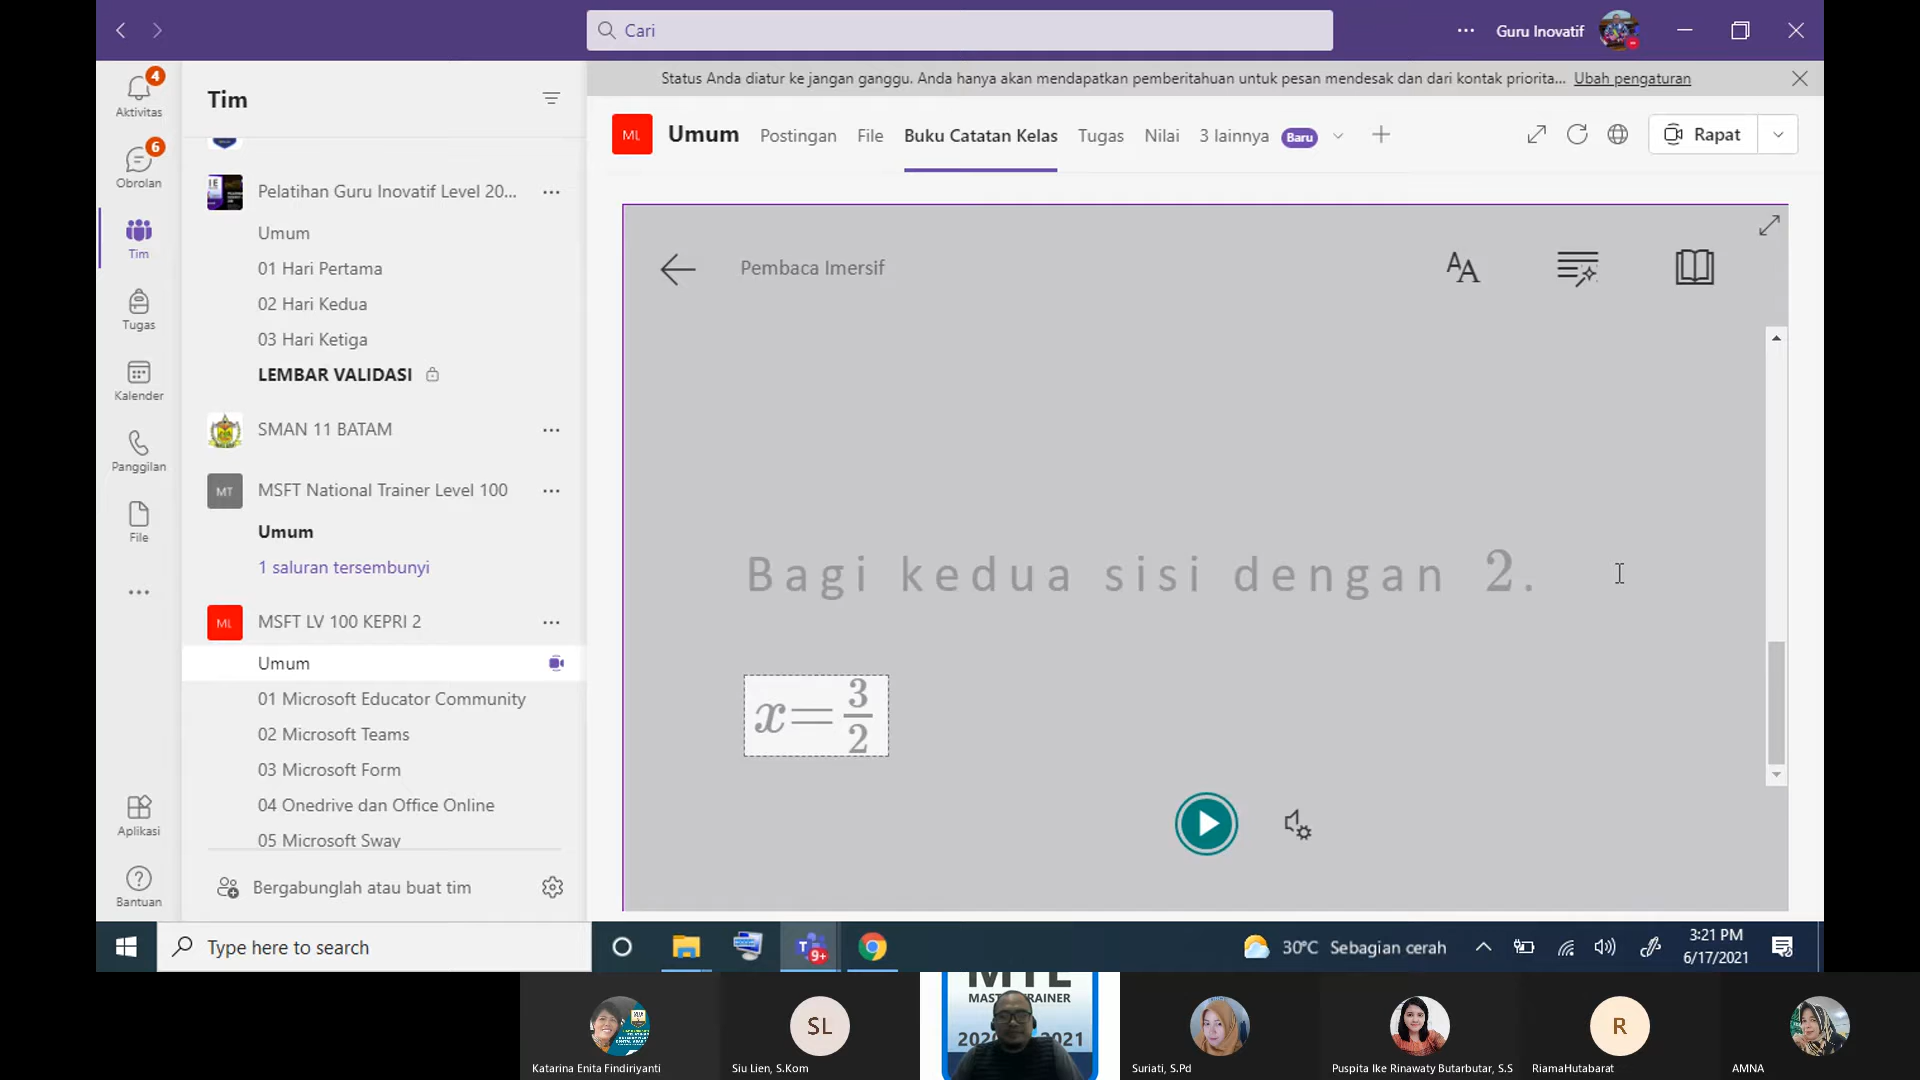 Cari
Guru Inovatif
Status Anda diatur ke jangan ganggu. Anda hanya akan mendapatkan pemberitahuan untuk pesan mendesak dan dari kontak priorita... Ubah pengaturan
4
Aktivitas
6
Obrolan
Tim
Tugas
Kalender
Panggilan
File
Aplikasi
Bantuan
Tim
Pelatihan Guru Inovatif Level 20...
Umum
01 Hari Pertama
02 Hari Kedua
03 Hari Ketiga
LEMBAR VALIDASI
SMAN 11 BATAM
MT MSFT National Trainer Level 100
Umum
1 saluran tersembunyi
ML MSFT LV 100 KEPRI 2
Umum
01 Microsoft Educator Community
02 Microsoft Teams
03 Microsoft Form
04 Onedrive dan Office Online
05 Microsoft Sway
Bergabunglah atau buat tim
ML Umum Postingan File Buku Catatan Kelas Tugas Nilai 3 lainnya Baru
Rapat
Pembaca Imersif
Bagi kedua sisi dengan 2.
x=3/2
Type here to search
9+
30°C Sebagian cerah
3:21 PM
6/17/2021
MASTER TRAINER
SL
R
Katarina Enita Findiriyanti
Siu Lien, S.Kom
Suriati, S.Pd
Puspita Ike Rinawaty Butarbutar, S.S
RiamaHutabarat
AMNA